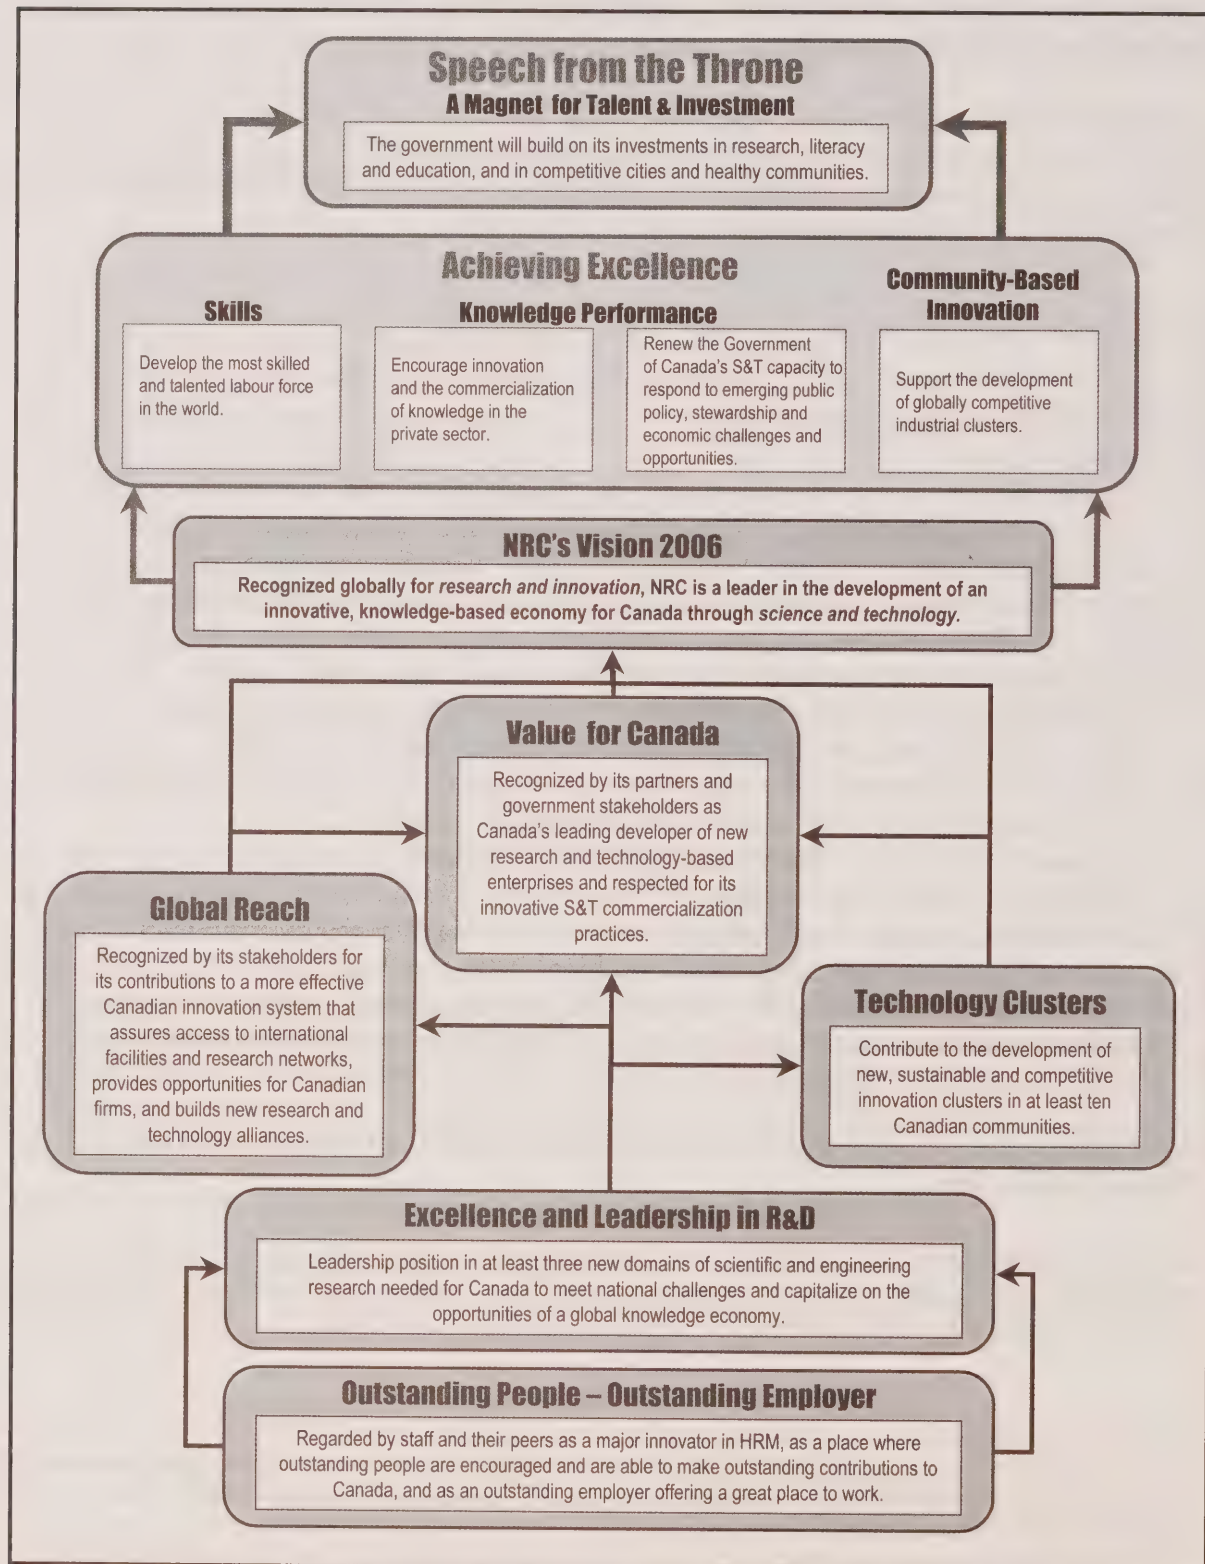 Speech from the Throne
A Magnet for Talent & Investment
The government will build on its investments in research, literacy
and education, and in competitive cities and healthy communities.
Achieving Excellence
Skills
Develop the most skilled
and talented labour force
in the world.
Knowledge Performance
Encourage innovation
and the commercialization
of knowledge in the
private sector.
Renew the Government
of Canada's S&T capacity to
respond to emerging public
policy, stewardship and
economic challenges and
opportunities.
Community-Based
Innovation
Support the development
of globally competitive
industrial clusters.
NRC's Vision 2006
Recognized globally for research and innovation, NRC is a leader in the development of an
innovative, knowledge-based economy for Canada through science and technology.
Value for Canada
Recognized by its partners and
government stakeholders as
Canada's leading developer of new
research and technology-based
enterprises and respected for its
innovative S&T commercialization
practices.
Global Reach
Recognized by its stakeholders for
its contributions to a more effective
Canadian innovation system that
assures access to international
facilities and research networks,
provides opportunities for Canadian
firms, and builds new research and
technology alliances.
Technology Clusters
Contribute to the development of
new, sustainable and competitive
innovation clusters in at least ten
Canadian communities.
Excellence and Leadership in R&D
Leadership position in at least three new domains of scientific and engineering
research needed for Canada to meet national challenges and capitalize on the
opportunities of a global knowledge economy.
Outstanding People – Outstanding Employer
Regarded by staff and their peers as a major innovator in HRM, as a place where
outstanding people are encouraged and are able to make outstanding contributions to
Canada, and as an outstanding employer offering a great place to work.